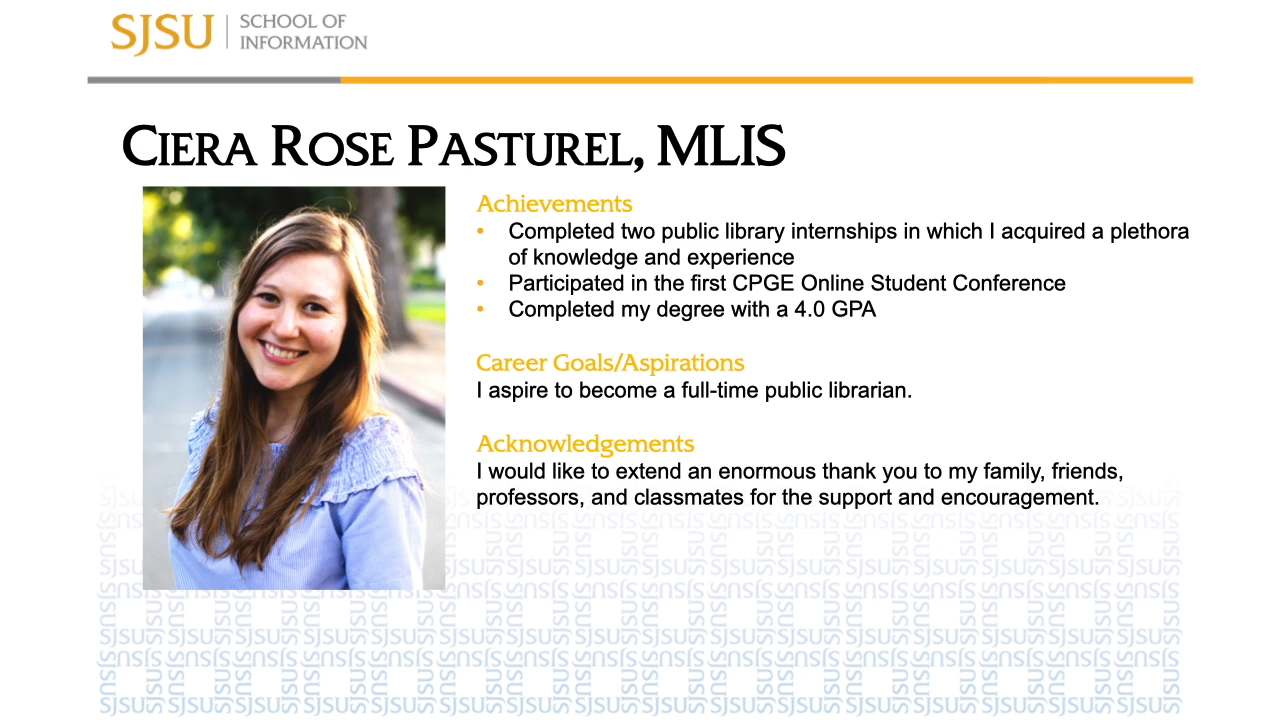 SJSU SCHOOL OF
INFORMATION
CIERA ROSE PASTUREL, MLIS
Achievements
• Completed two public library internships in which I acquired a plethora
of knowledge and experience
• Participated in the first CPGE Online Student Conference
• Completed my degree with a 4.0 GPA
Career Goals/Aspirations
I aspire to become a full-time public librarian.
Acknowledgements
I would like to extend an enormous thank you to my family, friends,
professors, and classmates for the support and encouragement.